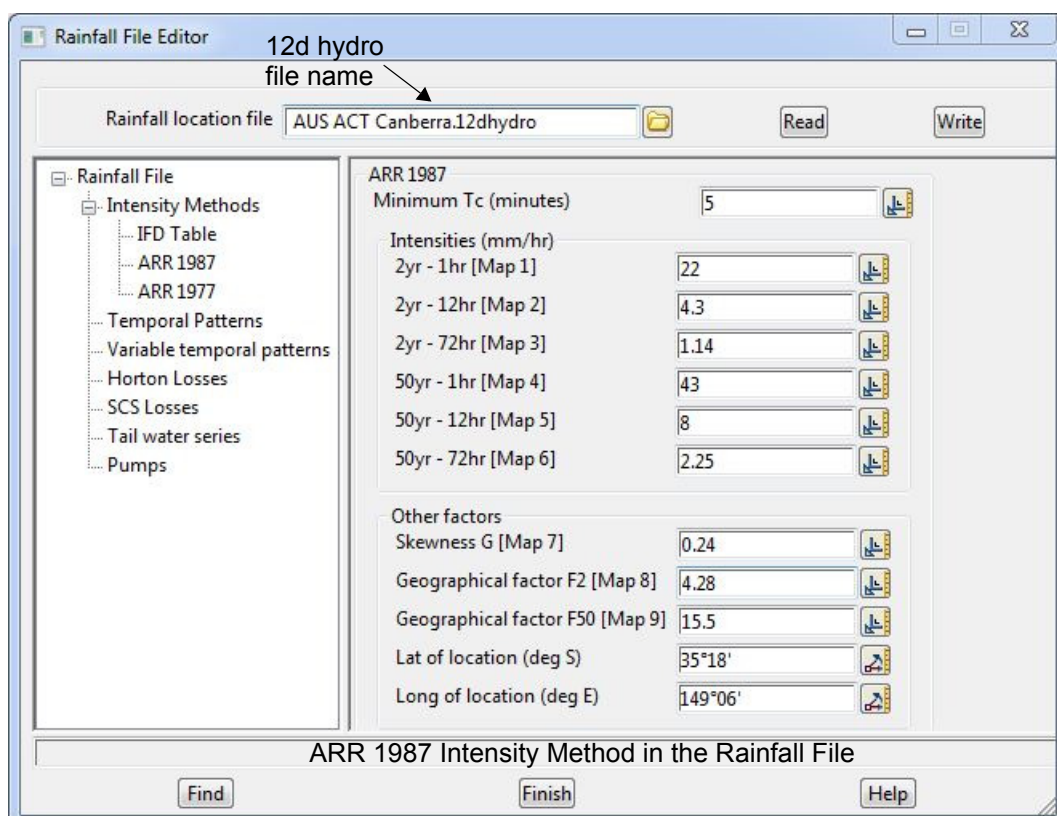 Rainfall File Editor
12d hydro
file name
Rainfall location file AUS ACT Canberra.12dhydro Read Write
Rainfall File
Intensity Methods
IFD Table
ARR 1987
ARR 1977
Temporal Patterns
Variable temporal patterns
Horton Losses
SCS Losses
Tail water series
Pumps
ARR 1987
Minimum Tc (minutes) 5
Intensities (mm/hr)
2yr - 1hr [Map 1] 22
2yr - 12hr [Map 2] 4.3
2yr - 72hr [Map 3] 1.14
50yr - 1hr [Map 4] 43
50yr - 12hr [Map 5] 8
50yr - 72hr [Map 6] 2.25
Other factors
Skewness G [Map 7] 0.24
Geographical factor F2 [Map 8] 4.28
Geographical factor F50 [Map 9] 15.5
Lat of location (deg S) 35°18'
Long of location (deg E) 149°06'
ARR 1987 Intensity Method in the Rainfall File
Find Finish Help